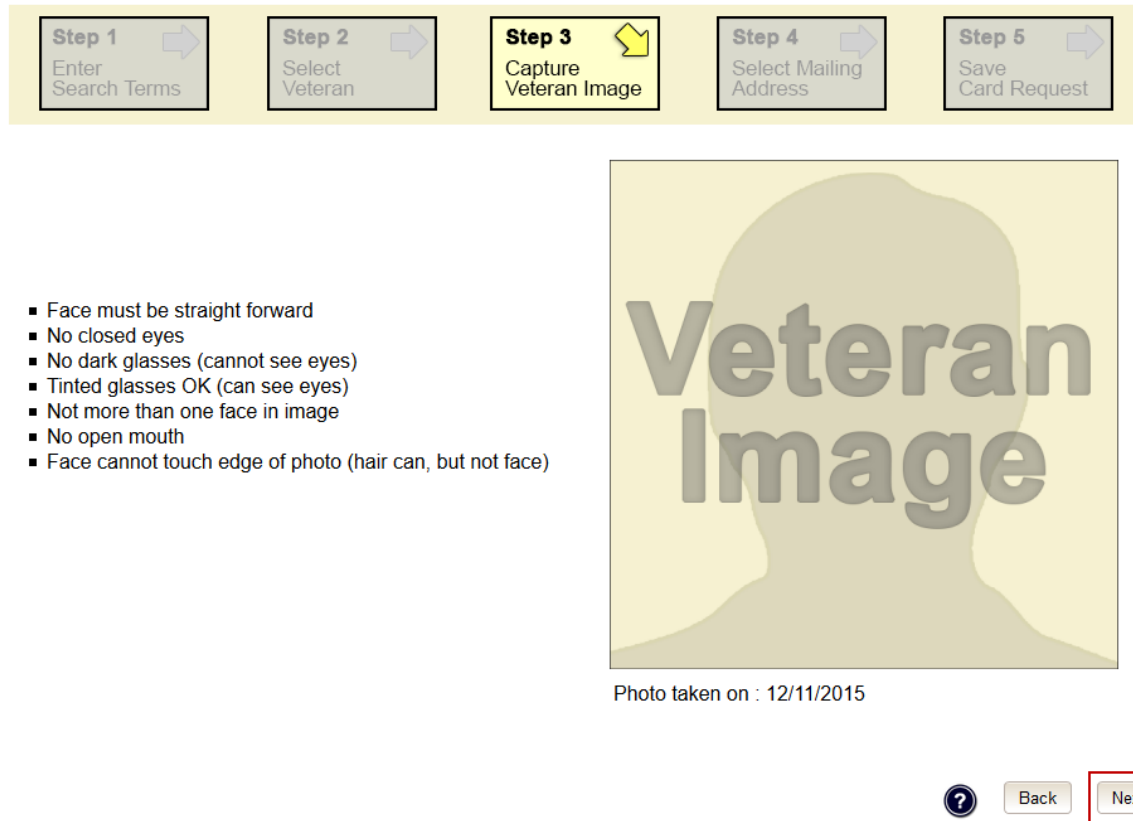 Step 1
Enter
Search Terms
Step 2
Select
Veteran
Step 3
Capture
Veteran Image
Step 4
Select Mailing
Address
Step 5
Save
Card Request
Face must be straight forward
No closed eyes
No dark glasses (cannot see eyes)
Tinted glasses OK (can see eyes)
Not more than one face in image
No open mouth
Face cannot touch edge of photo (hair can, but not face)
Veteran
Image
Photo taken on : 12/11/2015
? Back